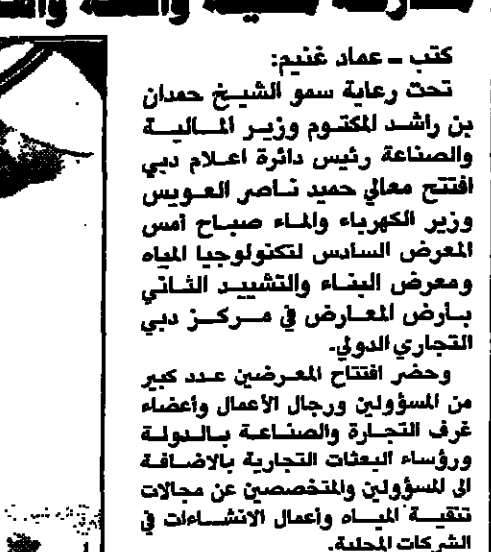 كتب – عماد غنيم:
تحت رعاية سمو الشيخ حمدان
بن راشد المكتوم وزير المالية
والصناعة رئيس دائرة اعلام دبي
افتتح معالي حميد ناصر العويس
وزير الكهرباء والماء صباح أمس
المعرض السادس لتكنولوجيا المياه
ومعرض البناء والتشييد الثاني
بأرض المعارض في مركز دبي
التجاري الدولي.
وحضر افتتاح المعرضين عدد كبير
من المسؤولين ورجال الأعمال وأعضاء
غرف التجارة والصناعة بالدولة
ورؤساء البعثات التجارية بالاضافة
الى المسؤولين والمتخصصين عن مجالات
تنقية المياه وأعمال الانشاءات في
الشركات المحلية.